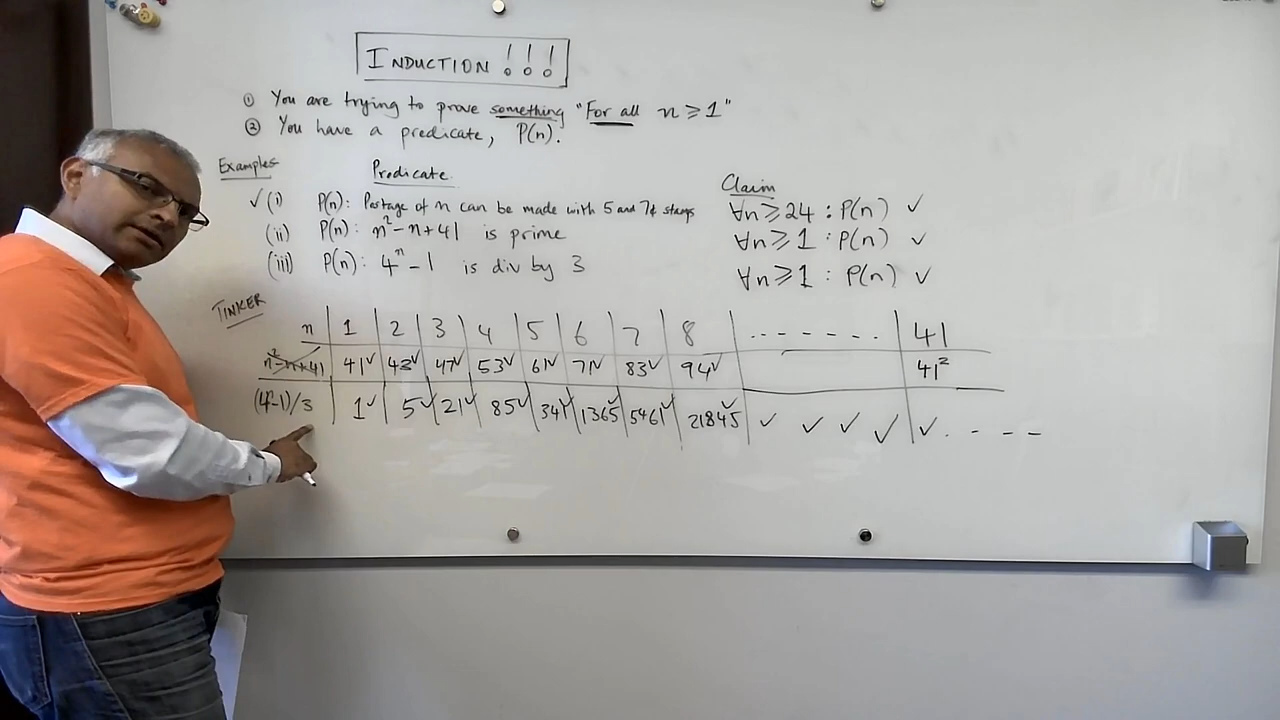 INDUCTION !!!
① You are trying to prove something "For all n ≥ 1"
② You have a predicate, P(n).
Examples Predicate Claim
✓(i) P(n): Postage of n can be made with 5 and 7¢ stamps ∀n ≥ 24 : P(n) ✓
(ii) P(n): n²-n+41 is prime ∀n ≥ 1 : P(n) ✓
(iii) P(n): 4ⁿ-1 is div by 3 ∀n ≥ 1 : P(n) ✓
TINKER
n 1 2 3 4 5 6 7 8 ........ 41
n²-n+41 41✓ 43✓ 47✓ 53✓ 61✓ 71✓ 83✓ 94✓ 41²
(4ⁿ-1)/3 1✓ 5✓ 21✓ 85✓ 341✓ 1365✓ 5461✓ 21845✓ ✓ ✓ ✓ ✓ ✓ . - - -